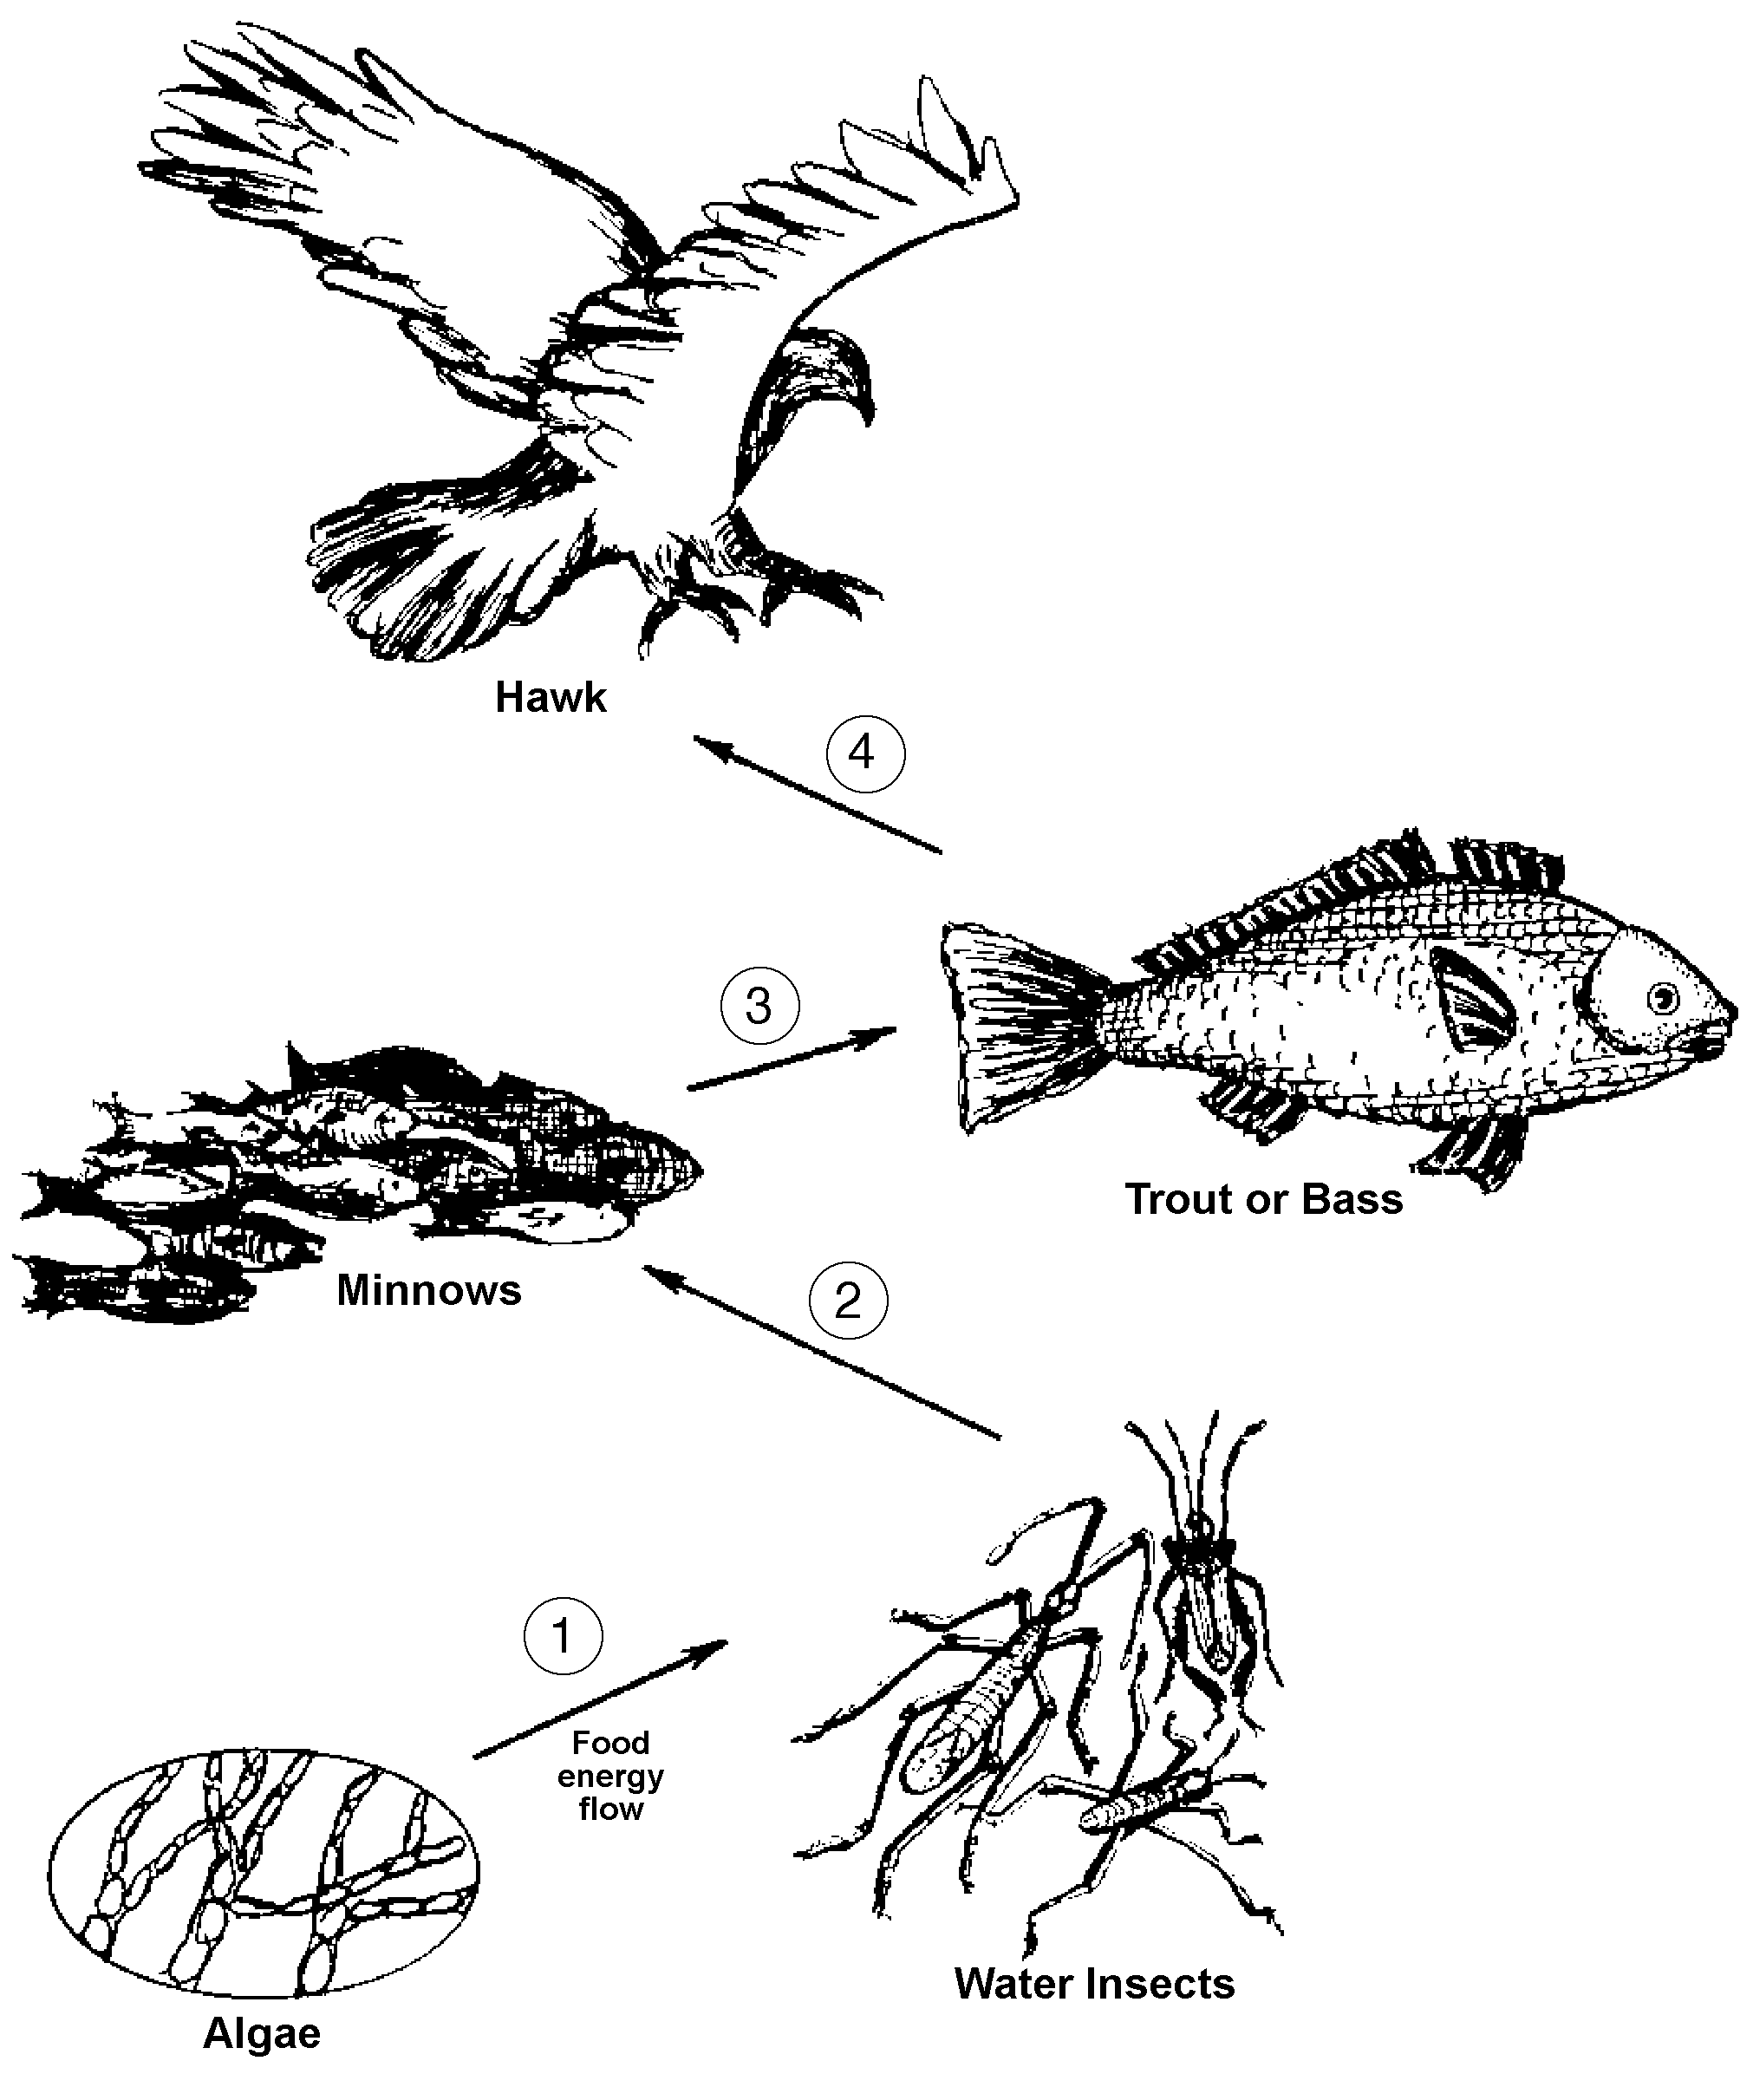 Hawk
4
3
Trout or Bass
Minnows
2
1
Food
energy
flow
Water Insects
Algae